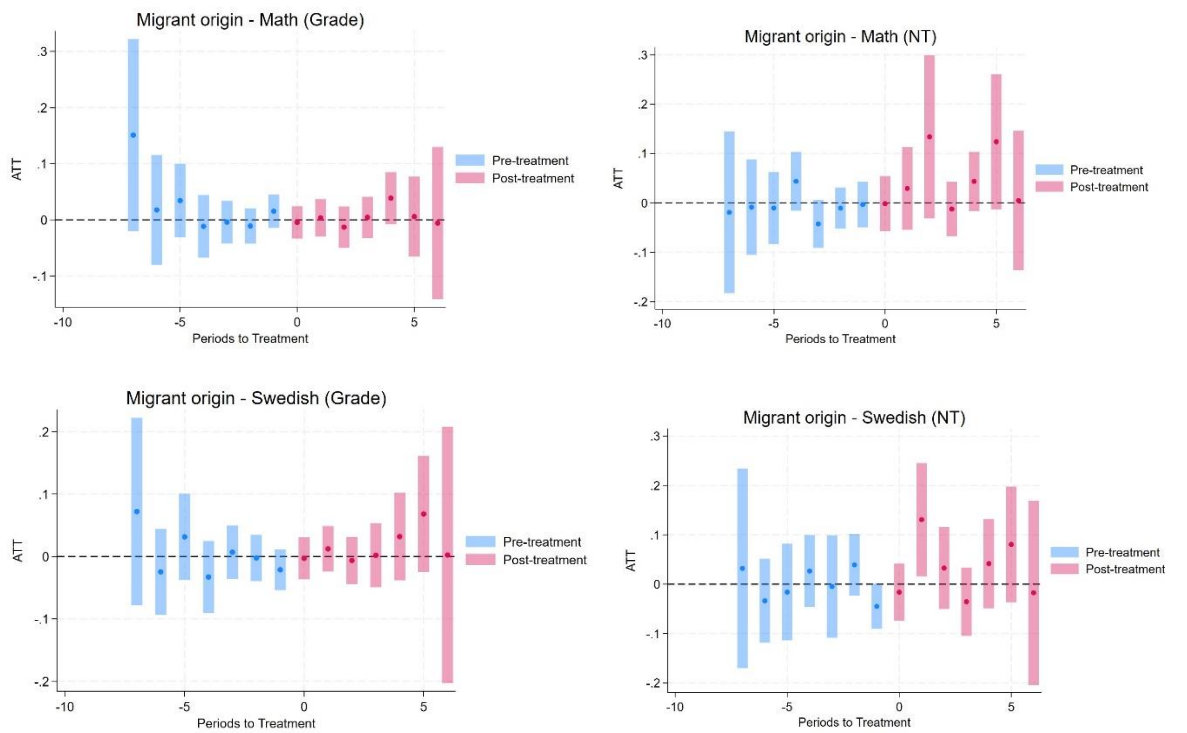 Migrant origin - Math (Grade)
.3
.2
.1
0
-.1
ATT
-10
-5
0
5
Periods to Treatment
Pre-treatment
Post-treatment
Migrant origin - Math (NT)
.3
.2
.1
0
-.1
-.2
ATT
-10
-5
0
5
Periods to Treatment
Pre-treatment
Post-treatment
Migrant origin - Swedish (Grade)
.2
.1
0
-.1
-.2
ATT
-10
-5
0
5
Periods to Treatment
Pre-treatment
Post-treatment
Migrant origin - Swedish (NT)
.3
.2
.1
0
-.1
-.2
ATT
-10
-5
0
5
Periods to Treatment
Pre-treatment
Post-treatment